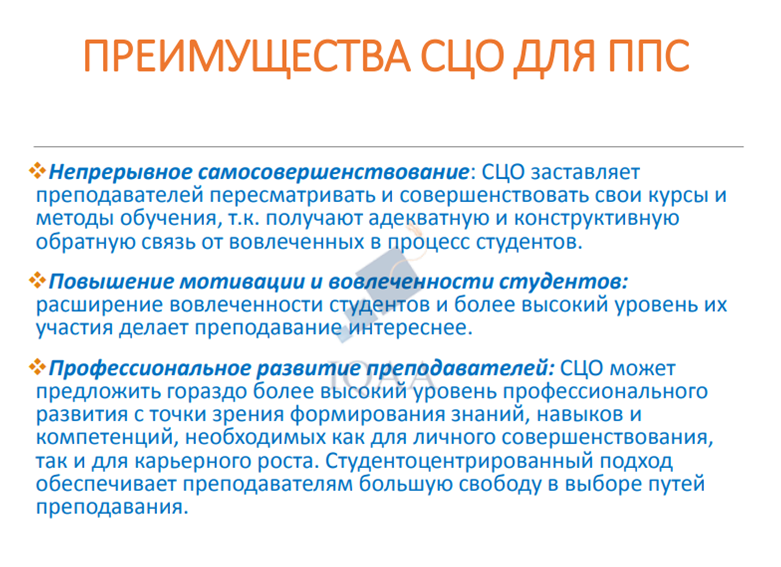 ПРЕИМУЩЕСТВА СЦО ДЛЯ ППС
❖Непрерывное самосовершенствование: СЦО заставляет
преподавателей пересматривать и совершенствовать свои курсы и
методы обучения, т.к. получают адекватную и конструктивную
обратную связь от вовлеченных в процесс студентов.
❖Повышение мотивации и вовлеченности студентов:
расширение вовлеченности студентов и более высокий уровень их
участия делает преподавание интереснее.
❖Профессиональное развитие преподавателей: СЦО может
предложить гораздо более высокий уровень профессионального
развития с точки зрения формирования знаний, навыков и
компетенций, необходимых как для личного совершенствования,
так и для карьерного роста. Студентоцентрированный подход
обеспечивает преподавателям большую свободу в выборе путей
преподавания.